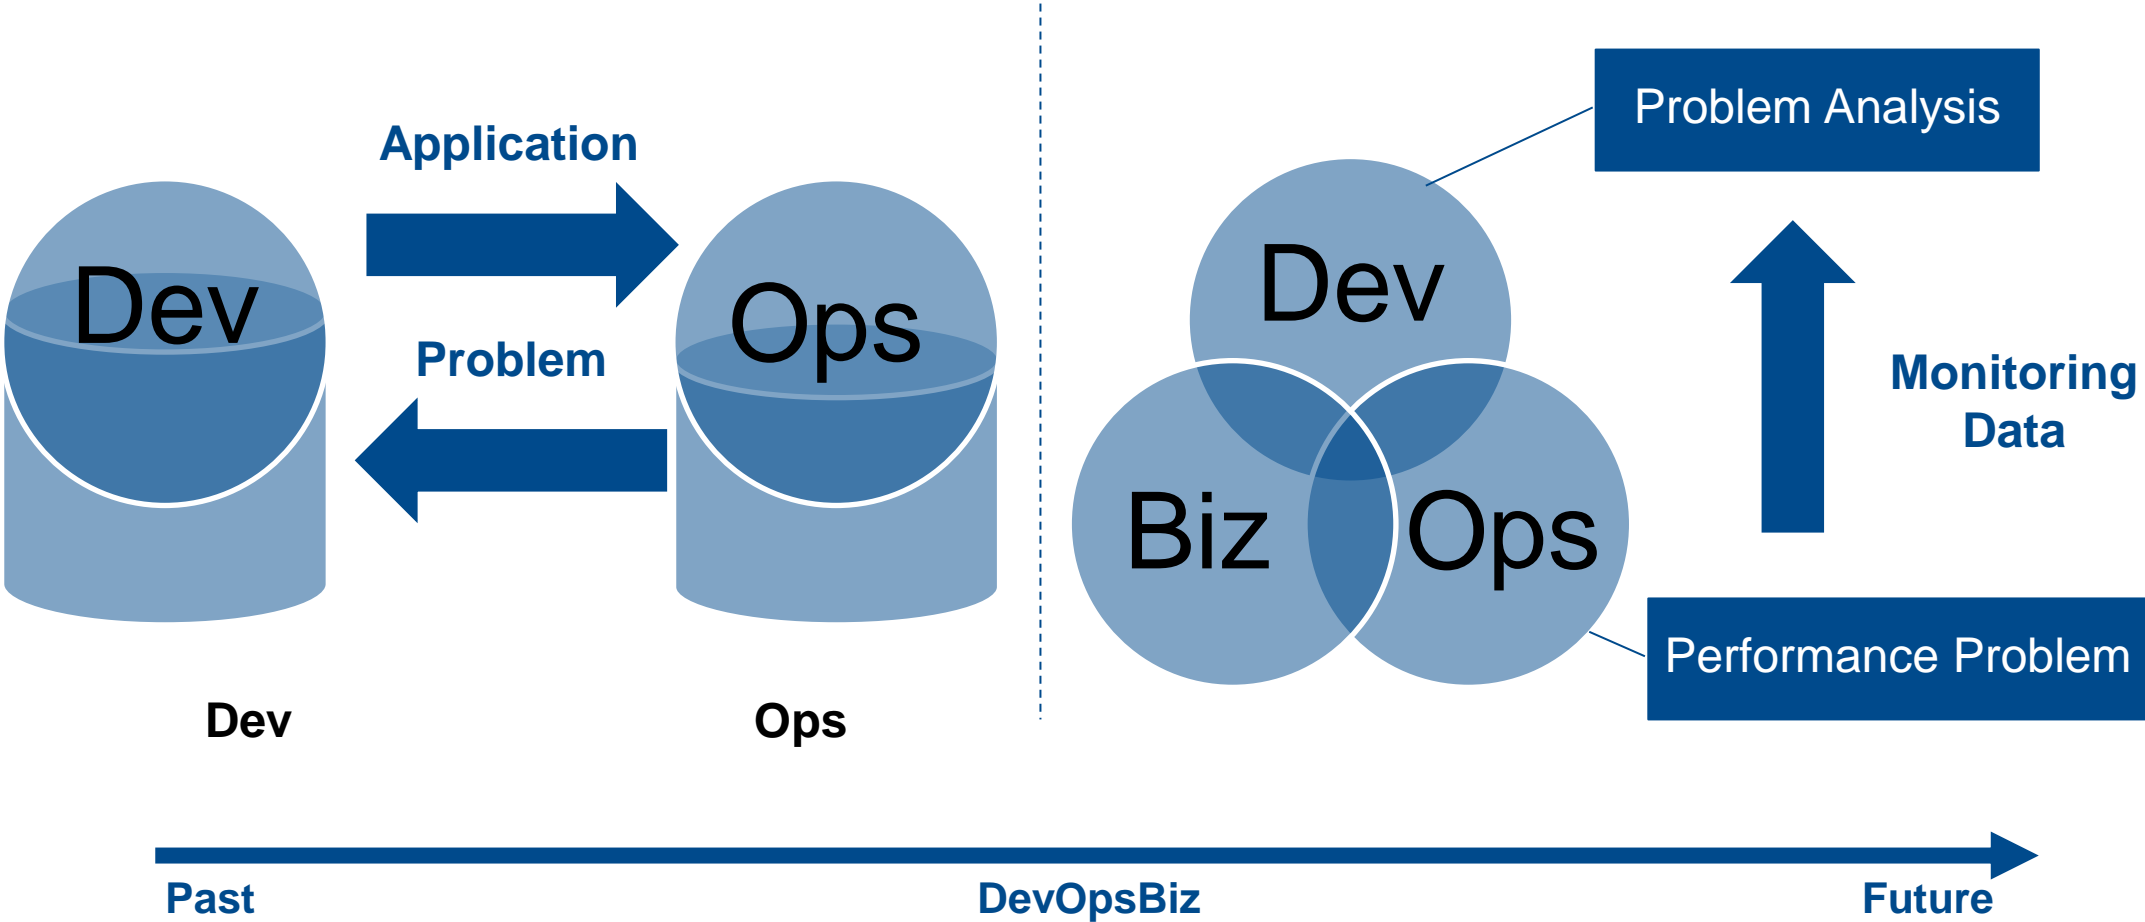 Application
Dev
Ops
Problem
Dev
Ops
Problem Analysis
Dev
Monitoring
Data
Biz
Ops
Performance Problem
Past
DevOpsBiz
Future